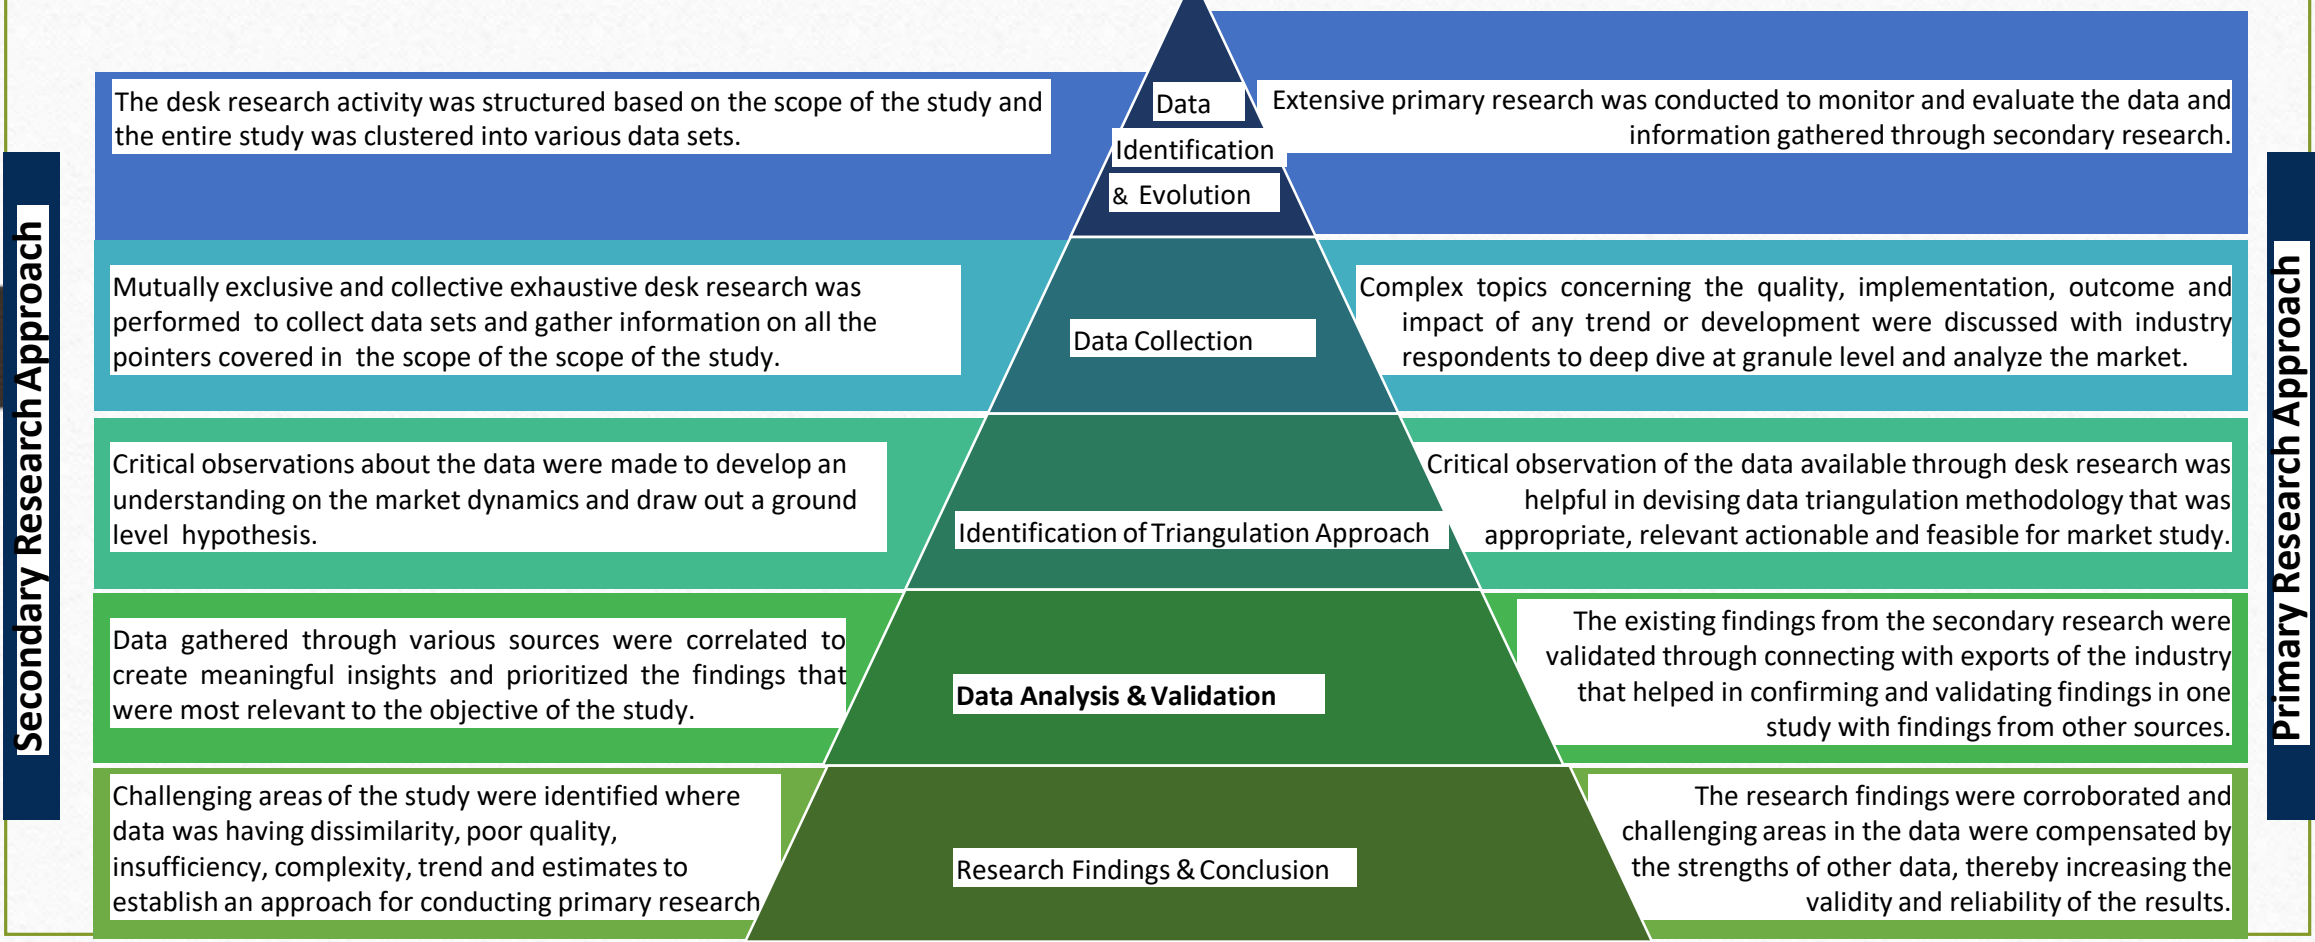 Secondary Research Approach
The desk research activity was structured based on the scope of the study and
the entire study was clustered into various data sets.
Data
Identification
& Evolution
Extensive primary research was conducted to monitor and evaluate the data and
information gathered through secondary research.
Mutually exclusive and collective exhaustive desk research was
performed to collect data sets and gather information on all the
pointers covered in the scope of the scope of the study.
Data Collection
Complex topics concerning the quality, implementation, outcome and
impact of any trend or development were discussed with industry
respondents to deep dive at granule level and analyze the market.
Critical observations about the data were made to develop an
understanding on the market dynamics and draw out a ground
level hypothesis.
Identification of Triangulation Approach
Critical observation of the data available through desk research was
helpful in devising data triangulation methodology that was
appropriate, relevant actionable and feasible for market study.
Data gathered through various sources were correlated to
create meaningful insights and prioritized the findings that
were most relevant to the objective of the study.
Data Analysis & Validation
The existing findings from the secondary research were
validated through connecting with exports of the industry
that helped in confirming and validating findings in one
study with findings from other sources.
Challenging areas of the study were identified where
data was having dissimilarity, poor quality,
insufficiency, complexity, trend and estimates to
establish an approach for conducting primary research
Research Findings & Conclusion
The research findings were corroborated and
challenging areas in the data were compensated by
the strengths of other data, thereby increasing the
validity and reliability of the results.
Primary Research Approach